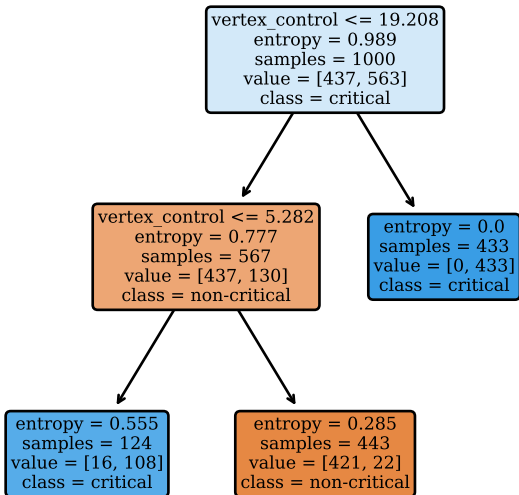 vertex_control <= 19.208
entropy = 0.989
samples = 1000
value = [437, 563]
class = critical
vertex_control <= 5.282
entropy = 0.777
samples = 567
value = [437, 130]
class = non-critical
entropy = 0.0
samples = 433
value = [0, 433]
class = critical
entropy = 0.555
samples = 124
value = [16, 108]
class = critical
entropy = 0.285
samples = 443
value = [421, 22]
class = non-critical